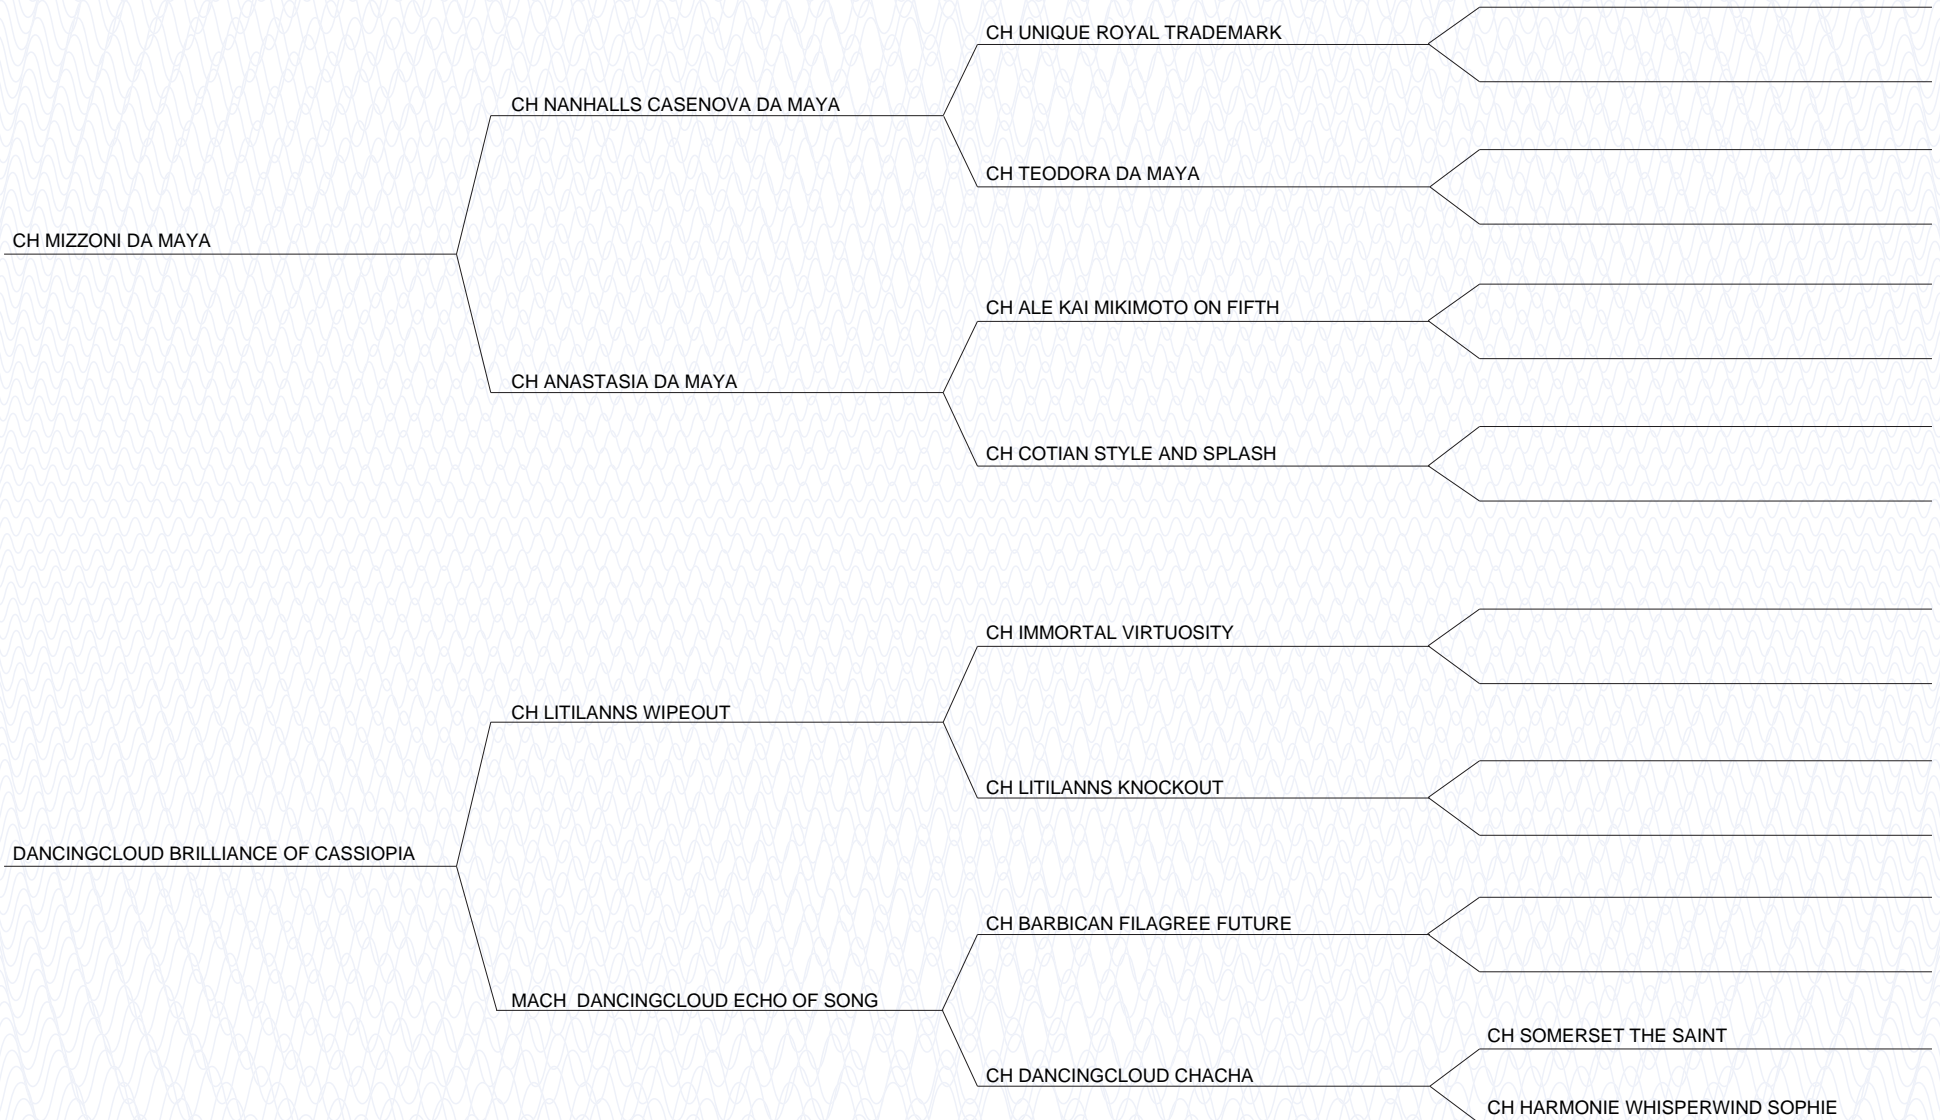 CH UNIQUE ROYAL TRADEMARK
CH NANHALLS CASENOVA DA MAYA
CH TEODORA DA MAYA
CH MIZZONI DA MAYA
CH ALE KAI MIKIMOTO ON FIFTH
CH ANASTASIA DA MAYA
CH COTIAN STYLE AND SPLASH
CH IMMORTAL VIRTUOSITY
CH LITILANNS WIPEOUT
CH LITILANNS KNOCKOUT
DANCINGCLOUD BRILLIANCE OF CASSIOPIA
CH BARBICAN FILAGREE FUTURE
MACH  DANCINGCLOUD ECHO OF SONG
CH SOMERSET THE SAINT
CH DANCINGCLOUD CHACHA
CH HARMONIE WHISPERWIND SOPHIE